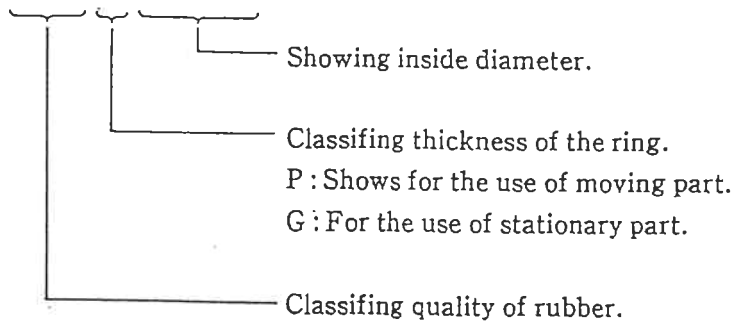 Showing inside diameter.
Classifing thickness of the ring.
P : Shows for the use of moving part.
G : For the use of stationary part.
Classifing quality of rubber.